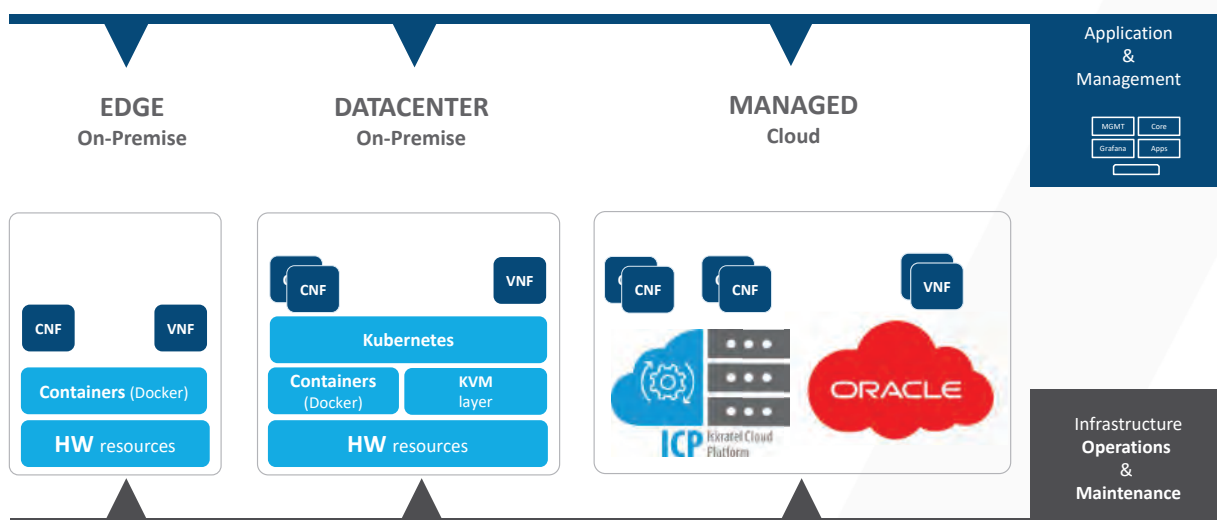 EDGE
On-Premise
DATACENTER
On-Premise
MANAGED
Cloud
Application
&
Management
MGMT
Core
Grafana
Apps
CNF
VNF
Containers (Docker)
HW resources
CNF
VNF
Kubernetes
Containers
(Docker)
KVM
layer
HW resources
CNF
CNF
VNF
ICP Iskratel Cloud
Platform
ORACLE
Infrastructure
Operations
&
Maintenance